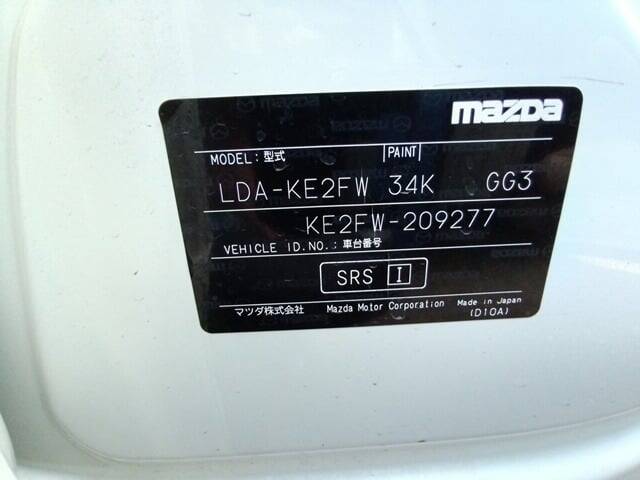 mazda
MODEL:型式 PAINT
LDA-KE2FW 34K GG3
KE2FW-209277
VEHICLE ID.NO.:車台番号
SRS I
マツダ株式会社 Mazda Motor Corporation Made in Japan
(D10A)